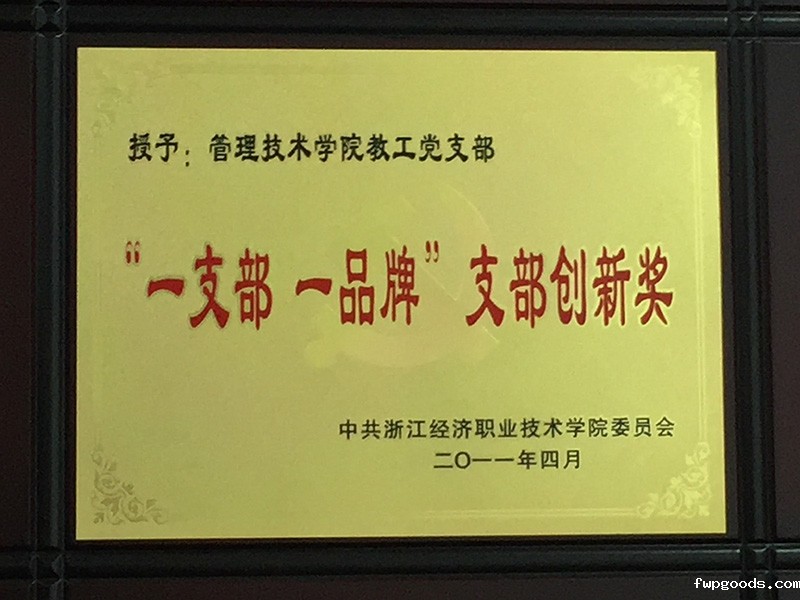 授予：管理技术学院教工党支部
“一支部 一品牌”支部创新奖
中共浙江经济职业技术学院委员会
二〇一一年四月
fwpgoods.com